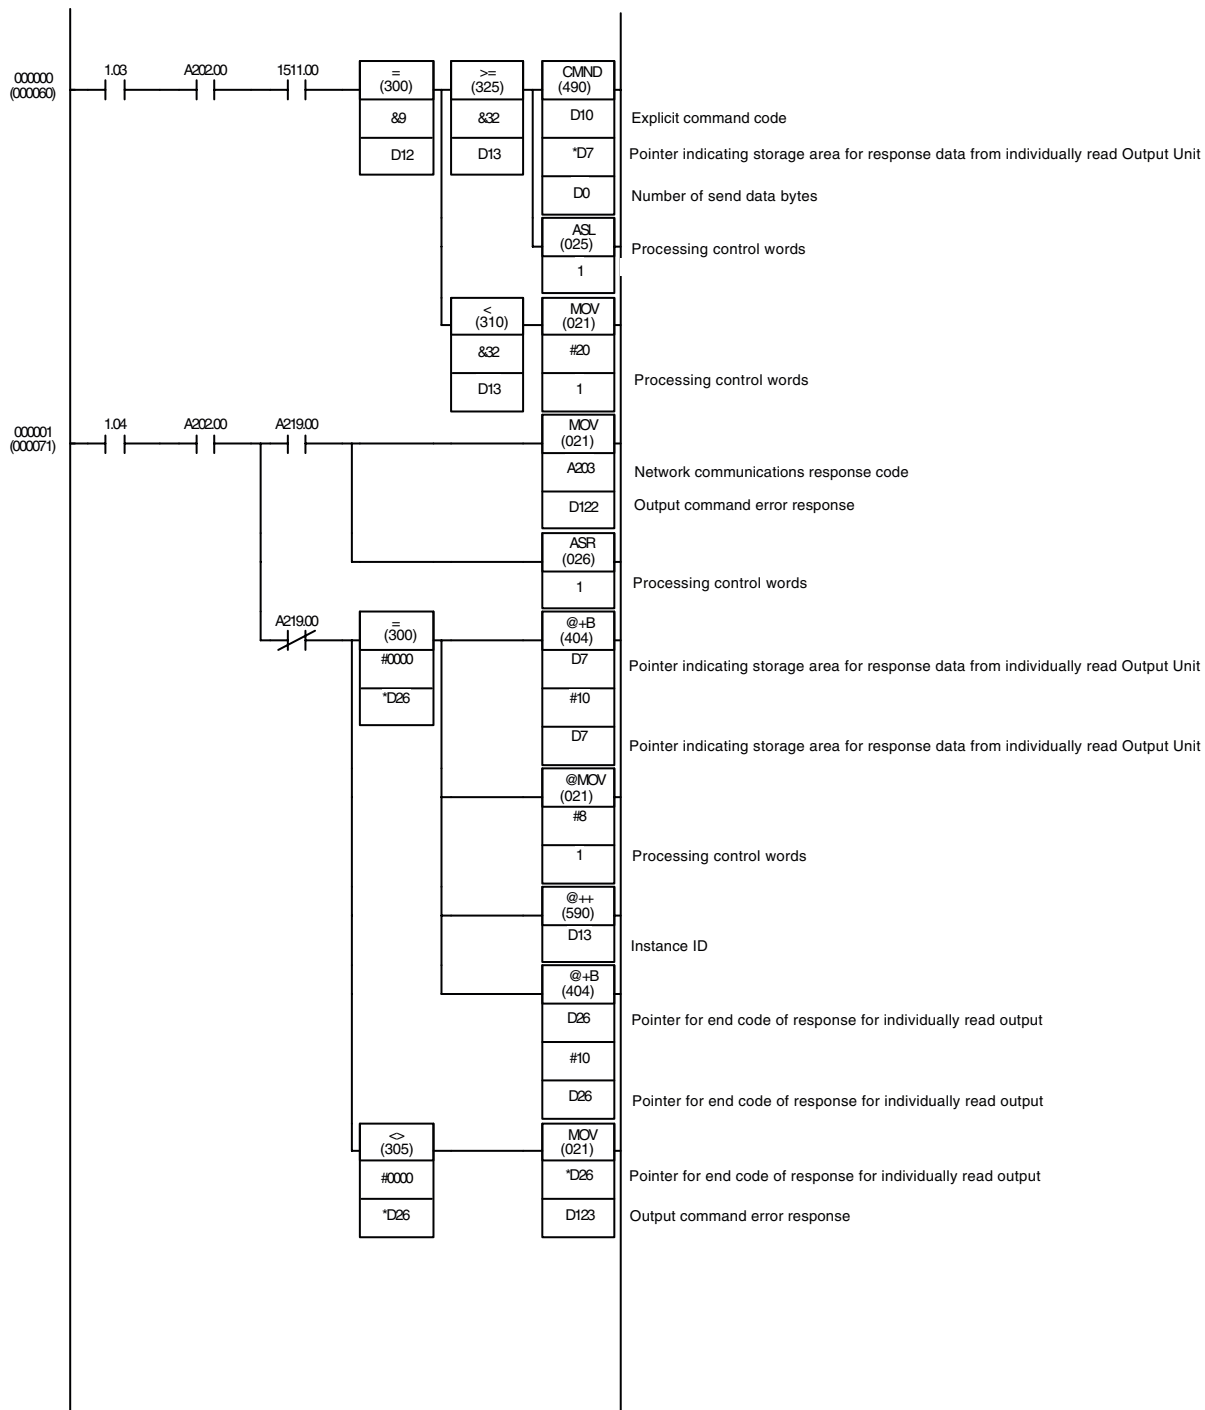 000000
(000060)
1.03
A202.00
1511.00
=
(300)
&9
D12
>=
(325)
&32
D13
CMND
(490)
D10
Explicit command code
*D7
Pointer indicating storage area for response data from individually read Output Unit
D0
Number of send data bytes
ASL
(025)
Processing control words
1
<
(310)
&32
D13
MOV
(021)
#20
1
Processing control words
000001
(000071)
1.04
A202.00
A219.00
MOV
(021)
A203
Network communications response code
D122
Output command error response
ASR
(026)
1
Processing control words
A219.00
=
(300)
#0000
*D26
@+B
(404)
D7
Pointer indicating storage area for response data from individually read Output Unit
#10
D7
Pointer indicating storage area for response data from individually read Output Unit
@MOV
(021)
#8
1
Processing control words
@++
(590)
D13
Instance ID
@+B
(404)
D26
Pointer for end code of response for individually read output
#10
D26
Pointer for end code of response for individually read output
<>
(305)
#0000
*D26
MOV
(021)
*D26
Pointer for end code of response for individually read output
D123
Output command error response